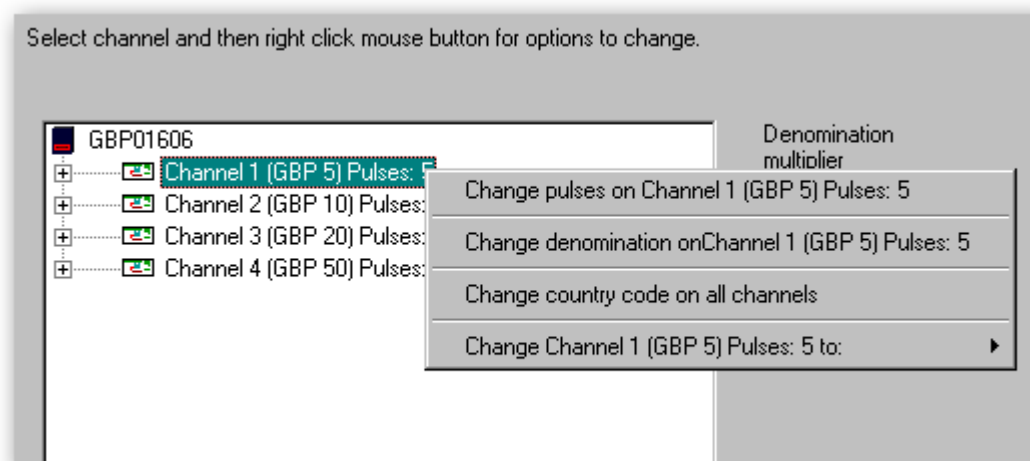 Select channel and then right click mouse button for options to change.
GBP01606
Denomination
multiplier
Channel 1 (GBP 5) Pulses: 5
Channel 2 (GBP 10) Pulses:
Channel 3 (GBP 20) Pulses:
Channel 4 (GBP 50) Pulses:
Change pulses on Channel 1 (GBP 5) Pulses: 5
Change denomination onChannel 1 (GBP 5) Pulses: 5
Change country code on all channels
Change Channel 1 (GBP 5) Pulses: 5 to: